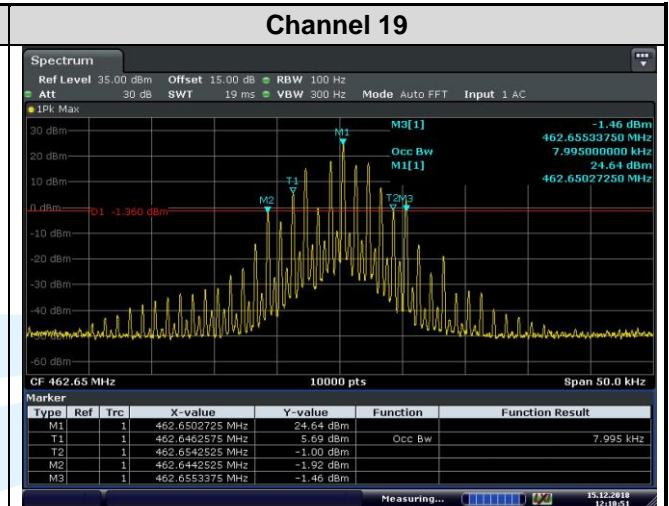 Channel 19
Spectrum
Ref Level 35.00 dBm Offset 15.00 dB RBW 100 Hz
Att 30 dB SWT 19 ms VBW 300 Hz Mode Auto FFT Input 1 AC
1Pk Max
M3[1] -1.46 dBm
462.65533750 MHz
Occ Bw 7.995000000 kHz
M1[1] 24.64 dBm
462.65027250 MHz
30 dBm
20 dBm
10 dBm
0 dBm
D1 -1.360 dBm
-10 dBm
-20 dBm
-30 dBm
-40 dBm
-60 dBm
M1
T1
M2
T2
M3
CF 462.65 MHz 10000 pts Span 50.0 kHz
Marker
Type Ref Trc X-value Y-value Function Function Result
M1 1 462.6502725 MHz 24.64 dBm
T1 1 462.6462575 MHz 5.69 dBm Occ Bw 7.995 kHz
T2 1 462.6542525 MHz -1.00 dBm
M2 1 462.6442525 MHz -1.92 dBm
M3 1 462.6553375 MHz -1.46 dBm
Measuring... 15.12.2018
12:10:51